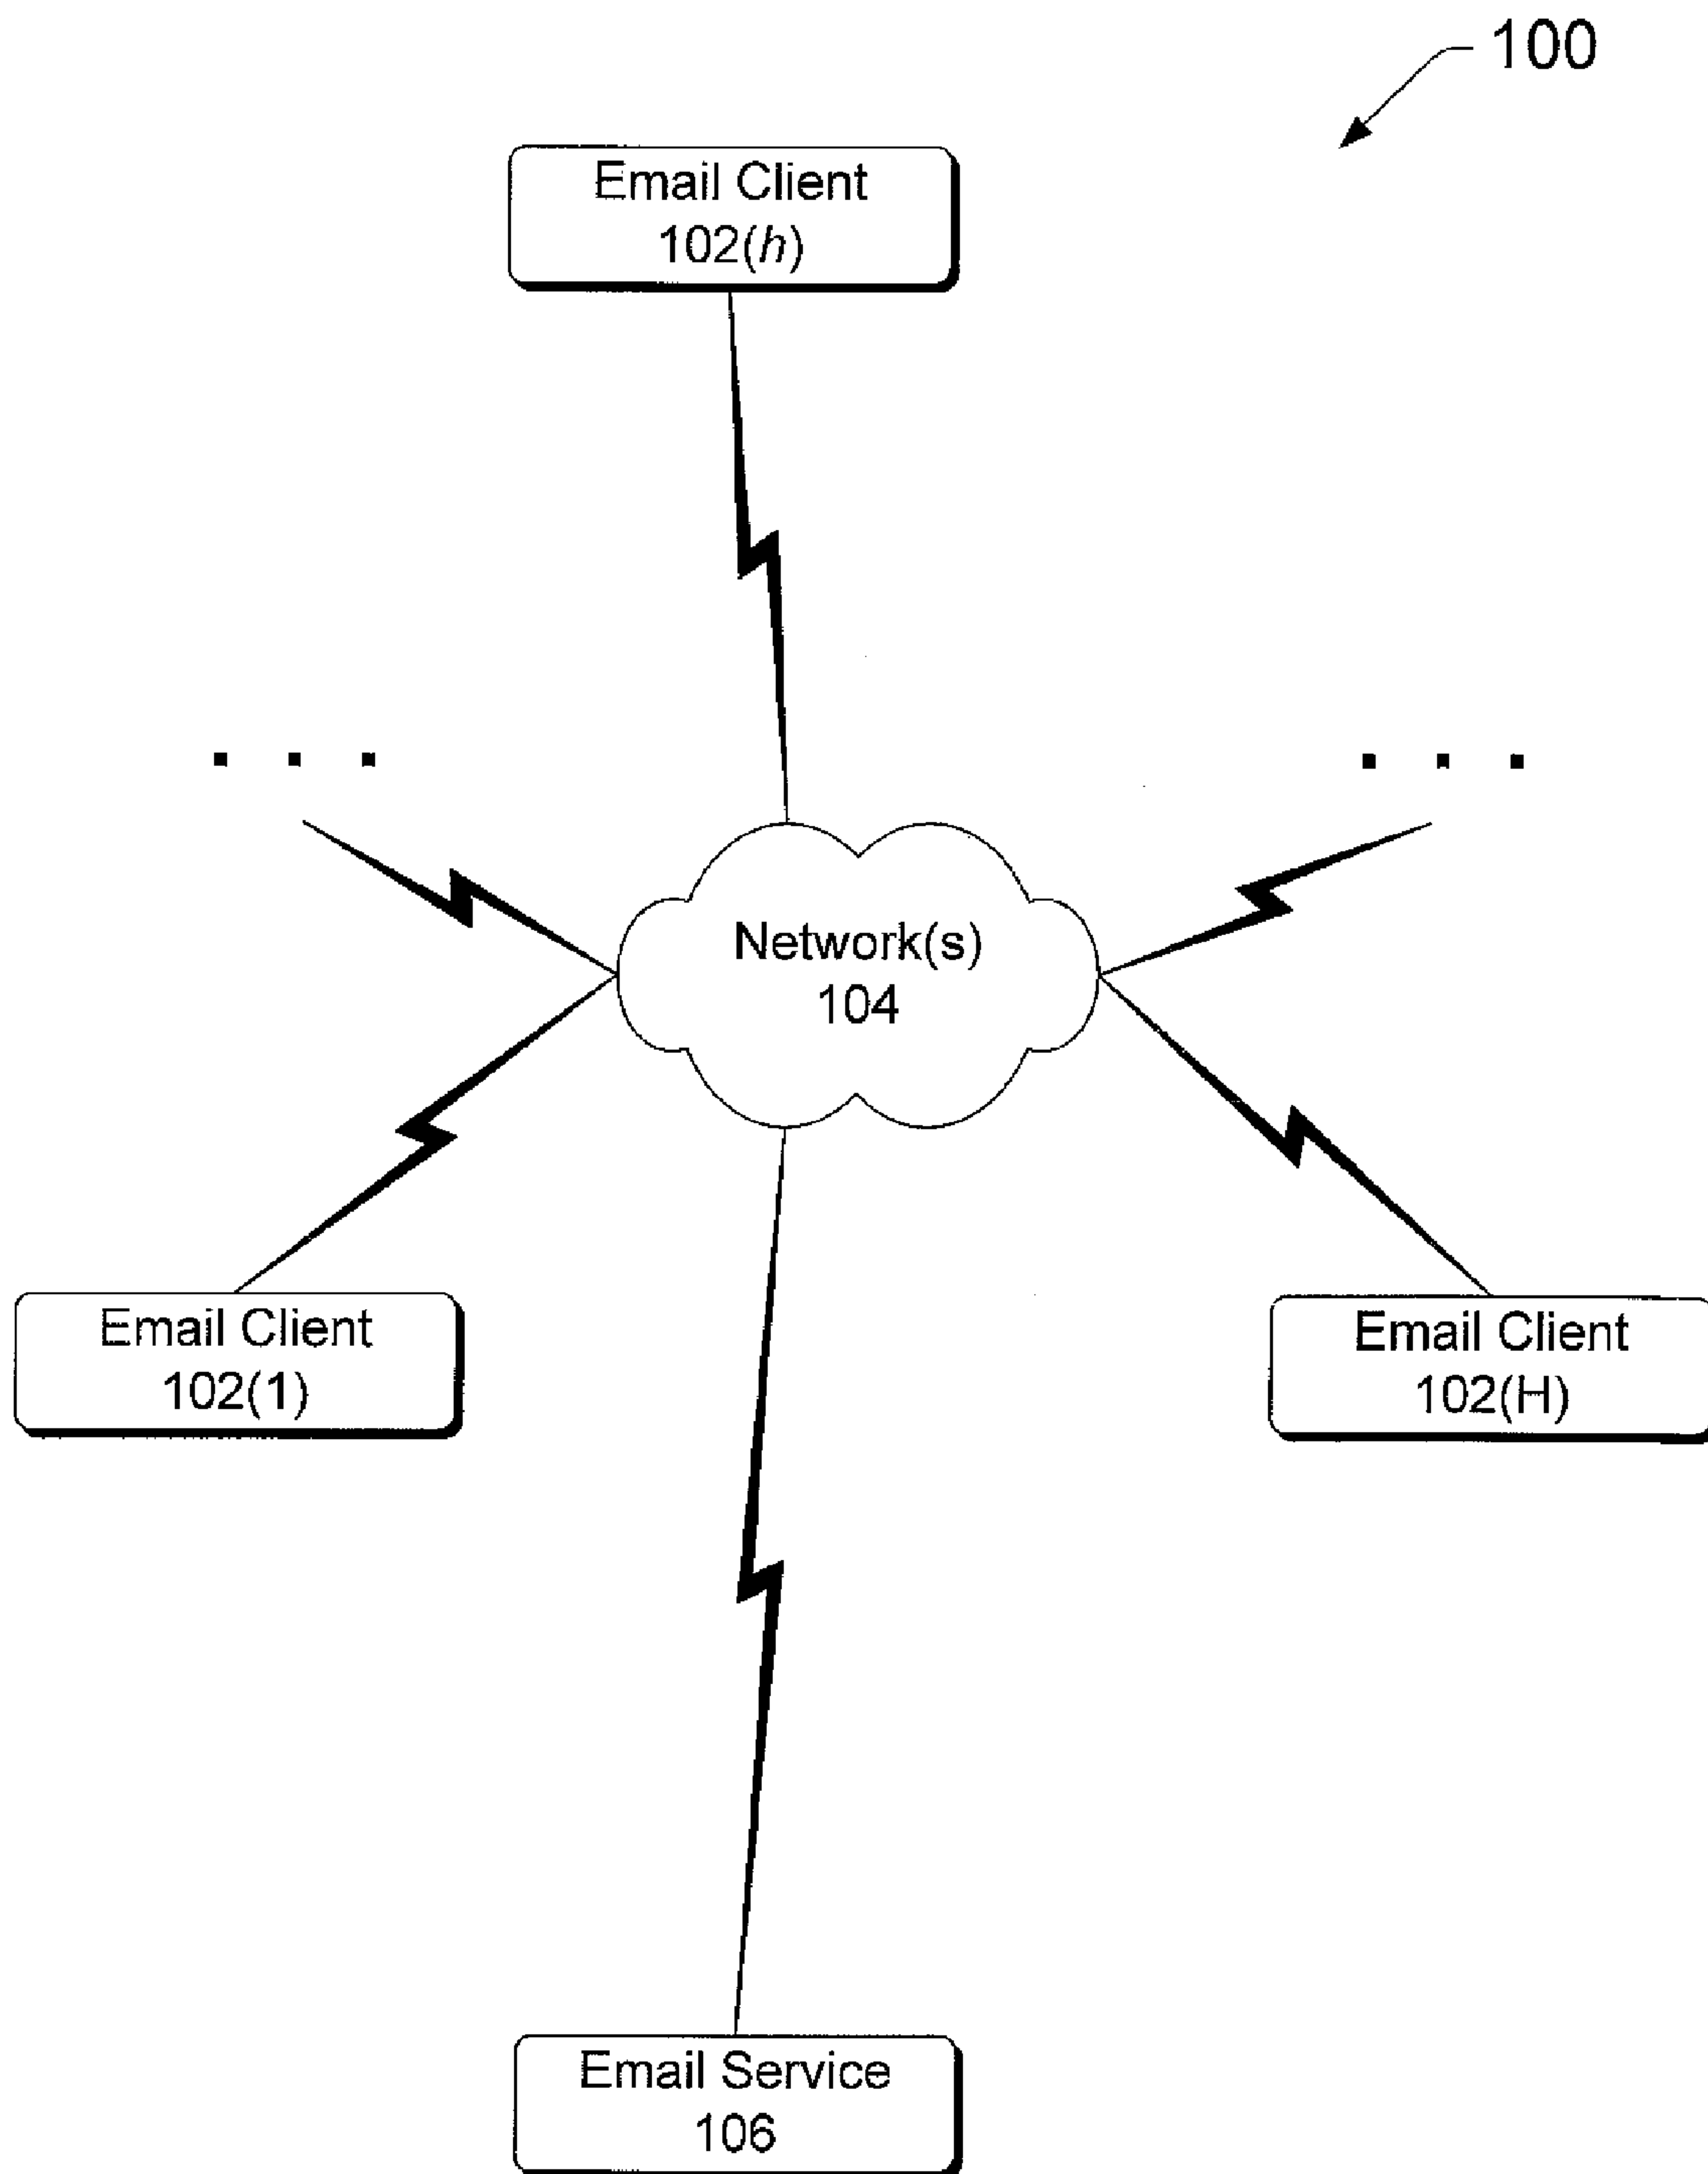 100
Email Client
102(h)
. . .
. . .
Network(s)
104
Email Client
102(1)
Email Client
102(H)
Email Service
106